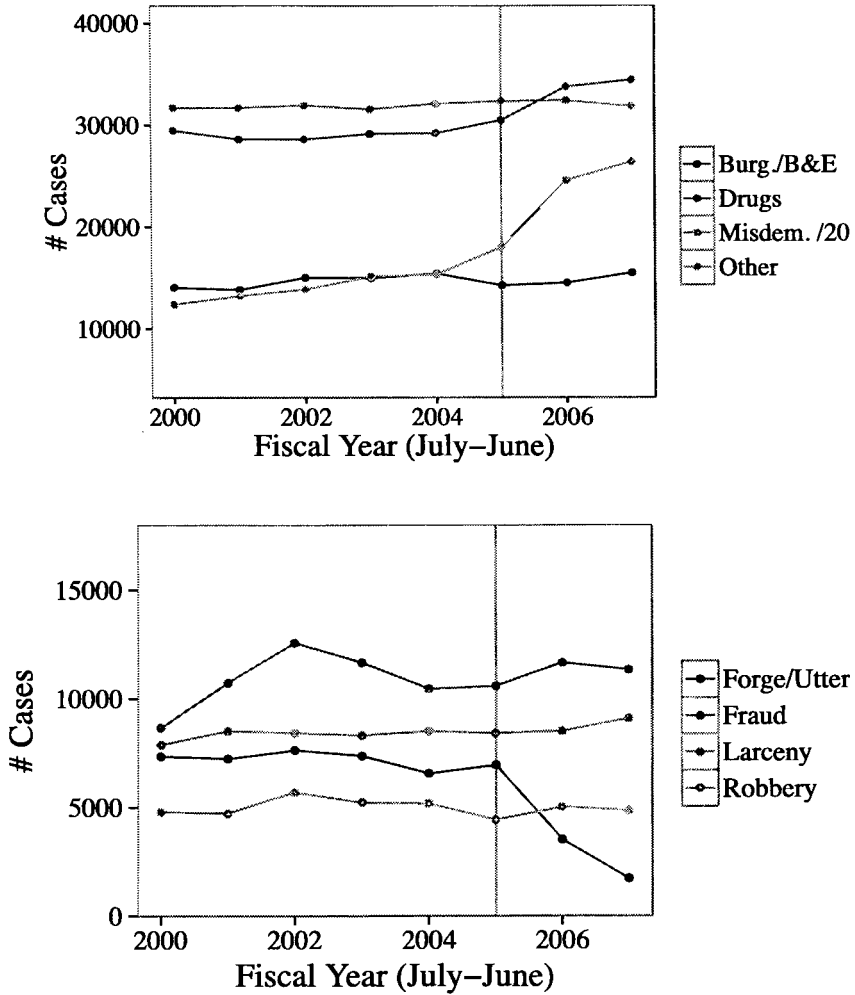 40000
30000
20000
10000
# Cases
2000 2002 2004 2006
Fiscal Year (July–June)
Burg./B&E
Drugs
Misdem. /20
Other
15000
10000
5000
0
# Cases
2000 2002 2004 2006
Fiscal Year (July–June)
Forge/Utter
Fraud
Larceny
Robbery